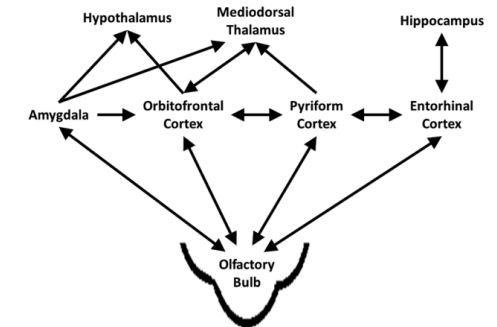 Hypothalamus
Mediodorsal
Thalamus
Hippocampus
Amygdala
Orbitofrontal
Cortex
Pyriform
Cortex
Entorhinal
Cortex
Olfactory
Bulb